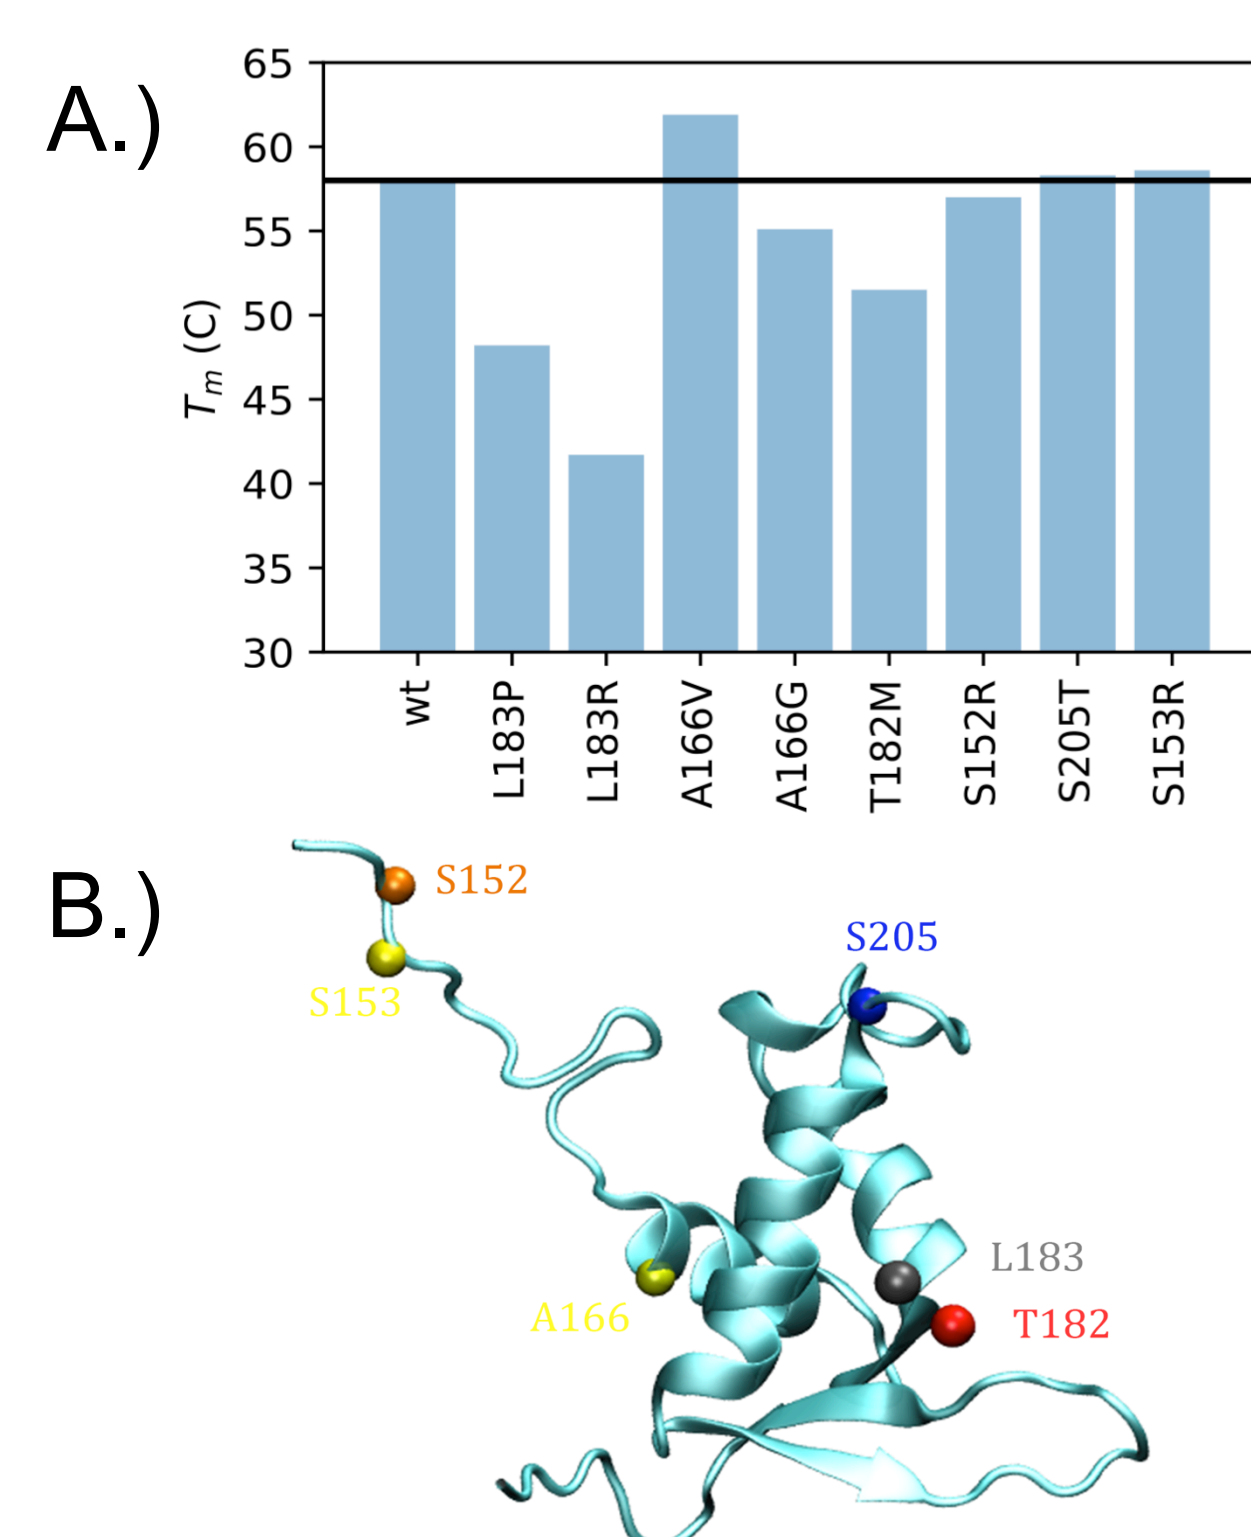 A.)
65
60
55
50
45
40
35
30
Tm (C)
wt
L183P
L183R
A166V
A166G
T182M
S152R
S205T
S153R
B.)
S152
S205
S153
L183
A166
T182